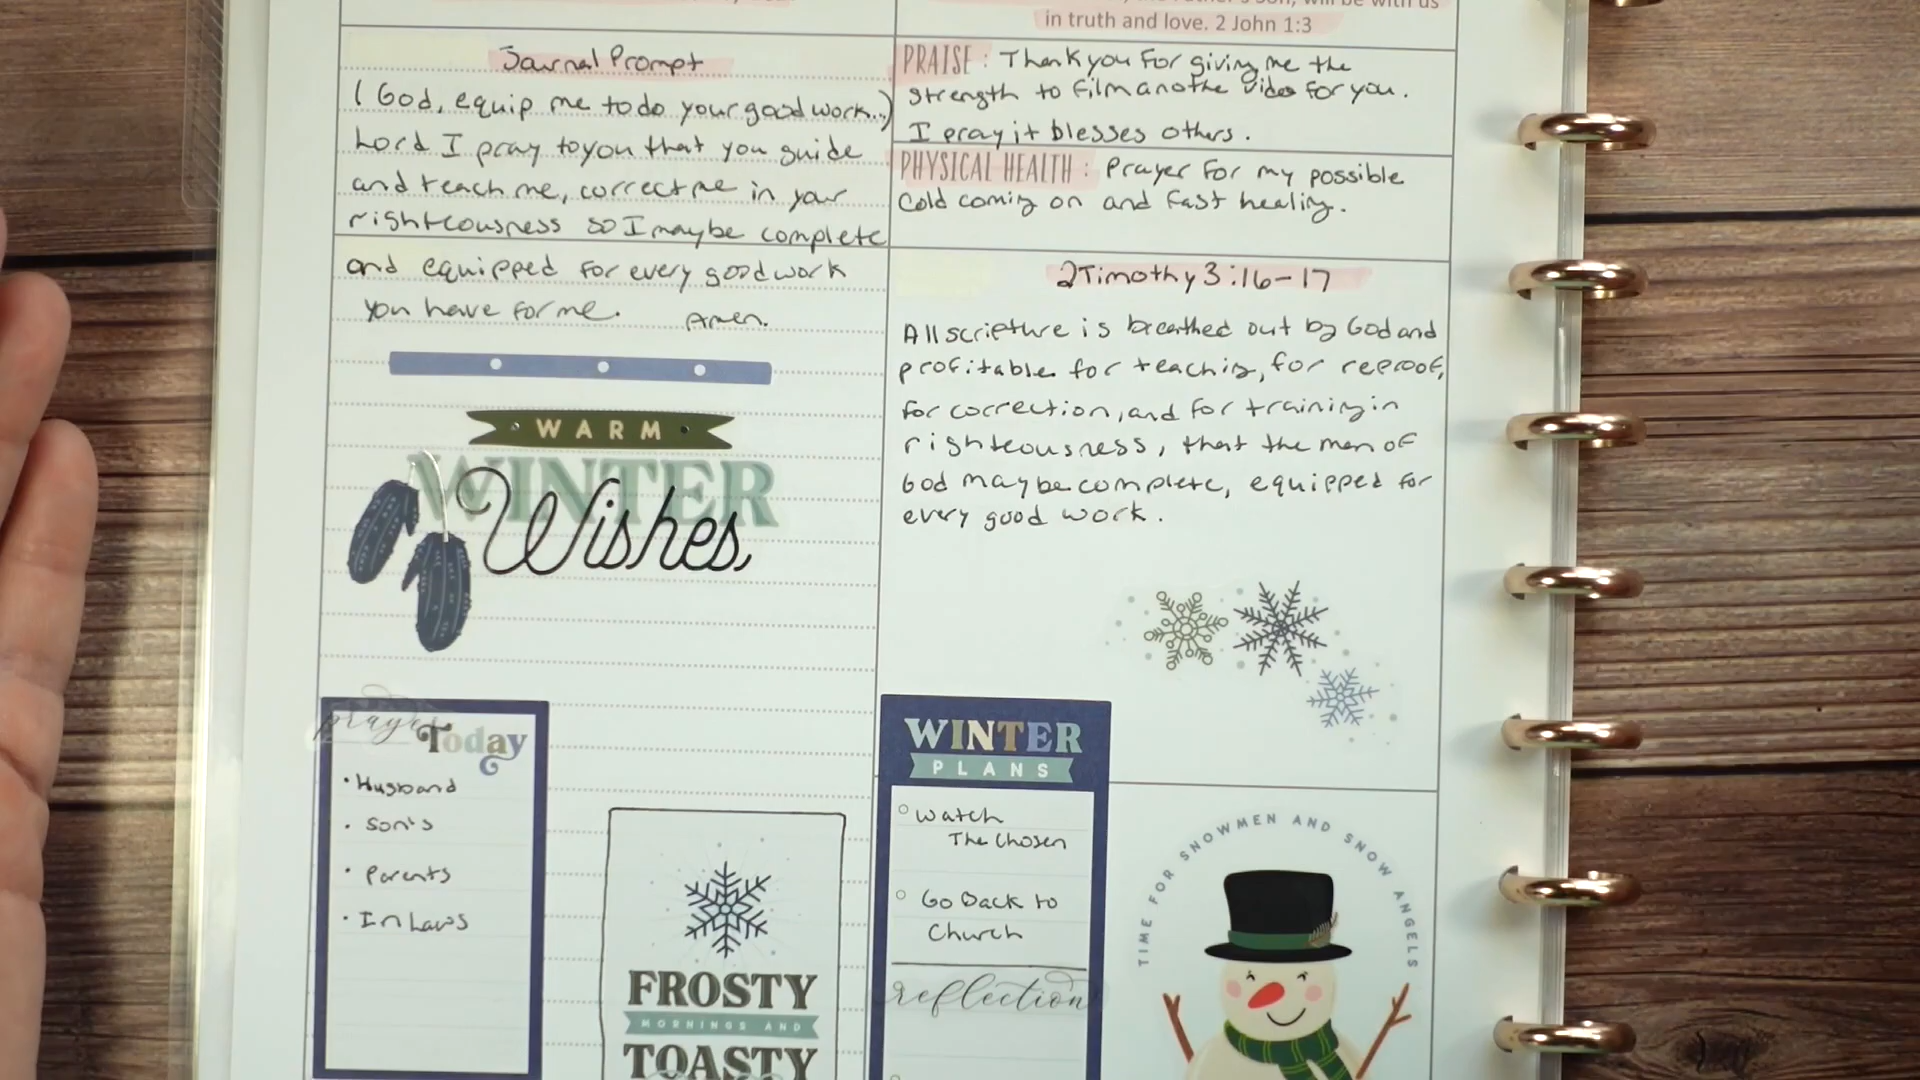 in truth and love. 2 John 1:3
Journal Prompt
(God, equip me to do your good work...)
Lord I pray to you that you guide
and teach me, correct me in your
righteousness so I maybe complete
and equipped for every good work
you have for me. Amen.
PRAISE : Thank you for giving me the
strength to film anothe video for you.
I pray it blesses others.
PHYSICAL HEALTH : Prayer for my possible
cold coming on and fast healing.
2 Timothy 3:16-17
All scripture is breathed out by God and
profitable for teaching, for reproof,
for correction, and for training in
righteousness, that the man of
God may be complete, equipped for
every good work.
WARM
WINTER
Wishes
prayer Today
• Husband
• Son's
• Parents
• In Laws
FROSTY
MORNINGS AND
TOASTY
WINTER
PLANS
Watch
The Chosen
Go Back to
Church
reflection
TIME FOR SNOWMEN AND SNOW ANGELS